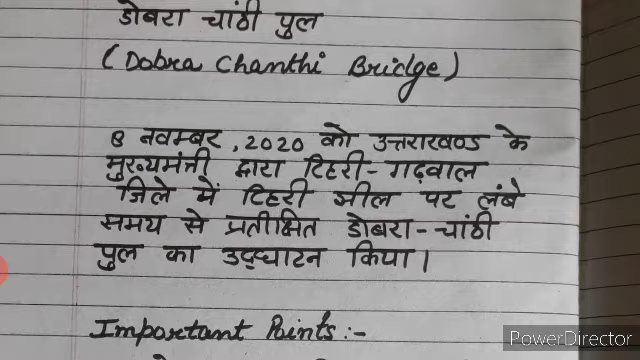 डोबरा चांठी पुल
(Dobra Chanthi Bridge)
8 नवम्बर, 2020 को उत्तराखण्ड के
मुख्यमंत्री द्वारा टिहरी-गढ़वाल
जिले में टिहरी झील पर लंबे
समय से प्रतीक्षित डोबरा-चांठी
पुल का उद्घाटन किया।
Important Points:-
PowerDirector